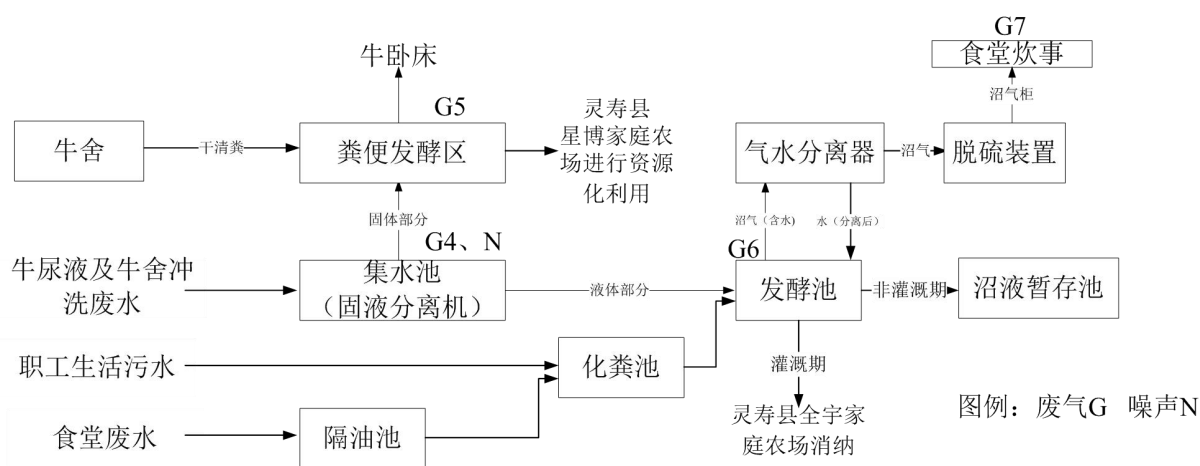 G7
食堂炊事
牛卧床
沼气柜
G5
灵寿县
星博家庭农
场进行资源
化利用
牛舍
干清粪
粪便发酵区
气水分离器
沼气
脱硫装置
固体部分
沼气（含水）
水（分离后）
G4、N
G6
牛尿液及牛舍冲
洗废水
集水池
（固液分离机）
液体部分
发酵池
非灌溉期
沼液暂存池
职工生活污水
化粪池
灌溉期
食堂废水
隔油池
灵寿县全宇家
庭农场消纳
图例：废气G 噪声N